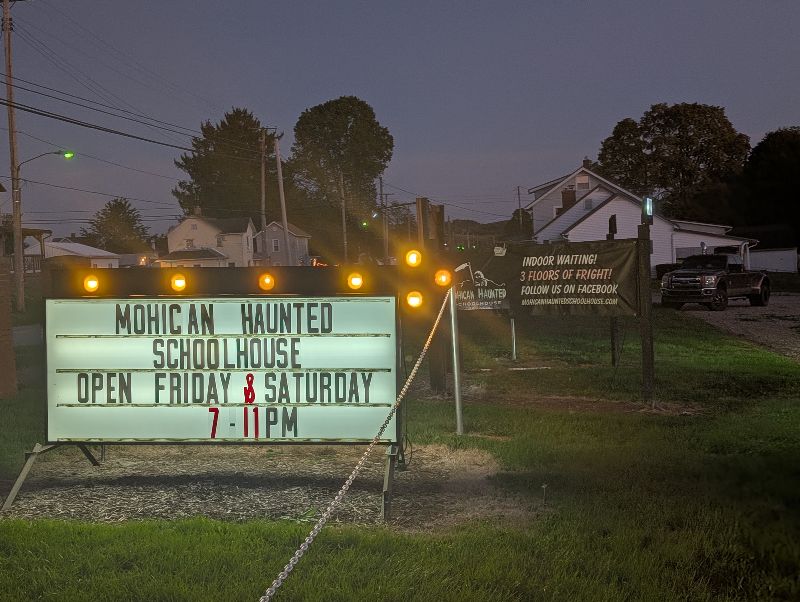 MOHICAN HAUNTED
SCHOOLHOUSE
OPEN FRIDAY & SATURDAY
7-11PM
HAUNTED
INDOOR WAITING!
3 FLOORS OF FRIGHT!
FOLLOW US ON FACEBOOK
MOHICANHAUNTEDSCHOOLHOUSE.COM